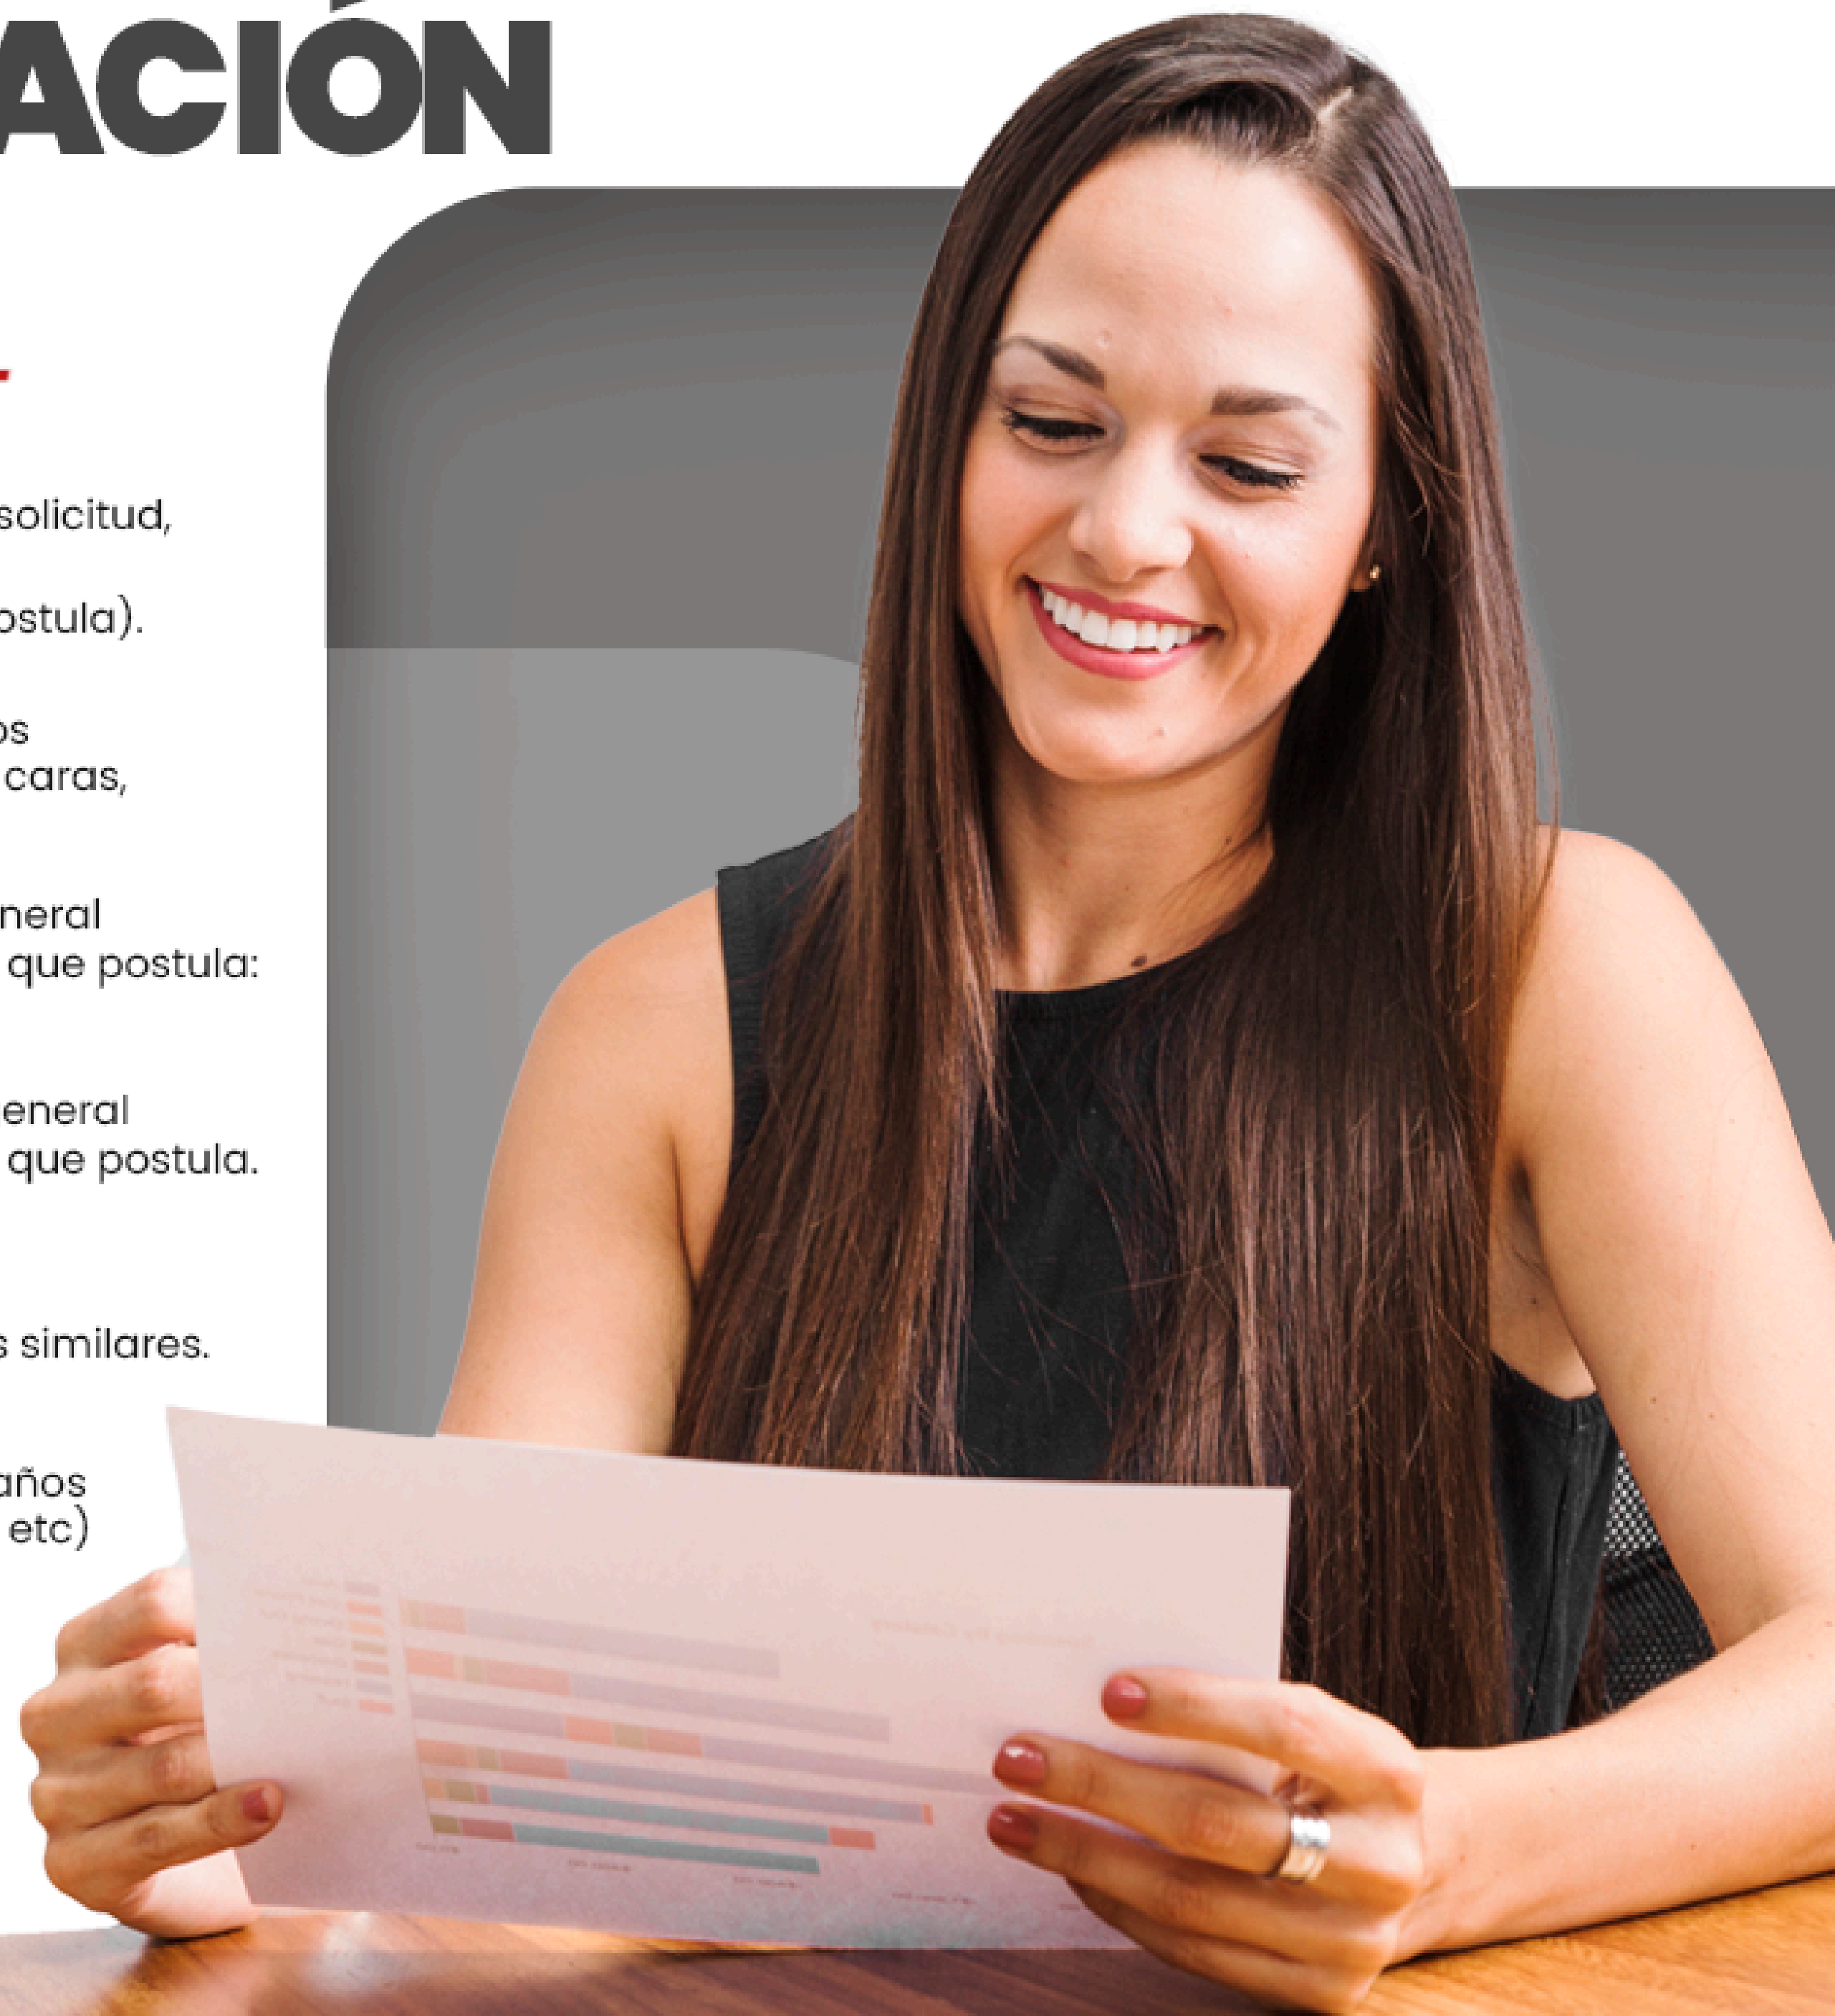 ACIÓN
solicitud,
ostula).
os
caras,
neral
que postula:
eneral
que postula.
s similares.
años
etc)